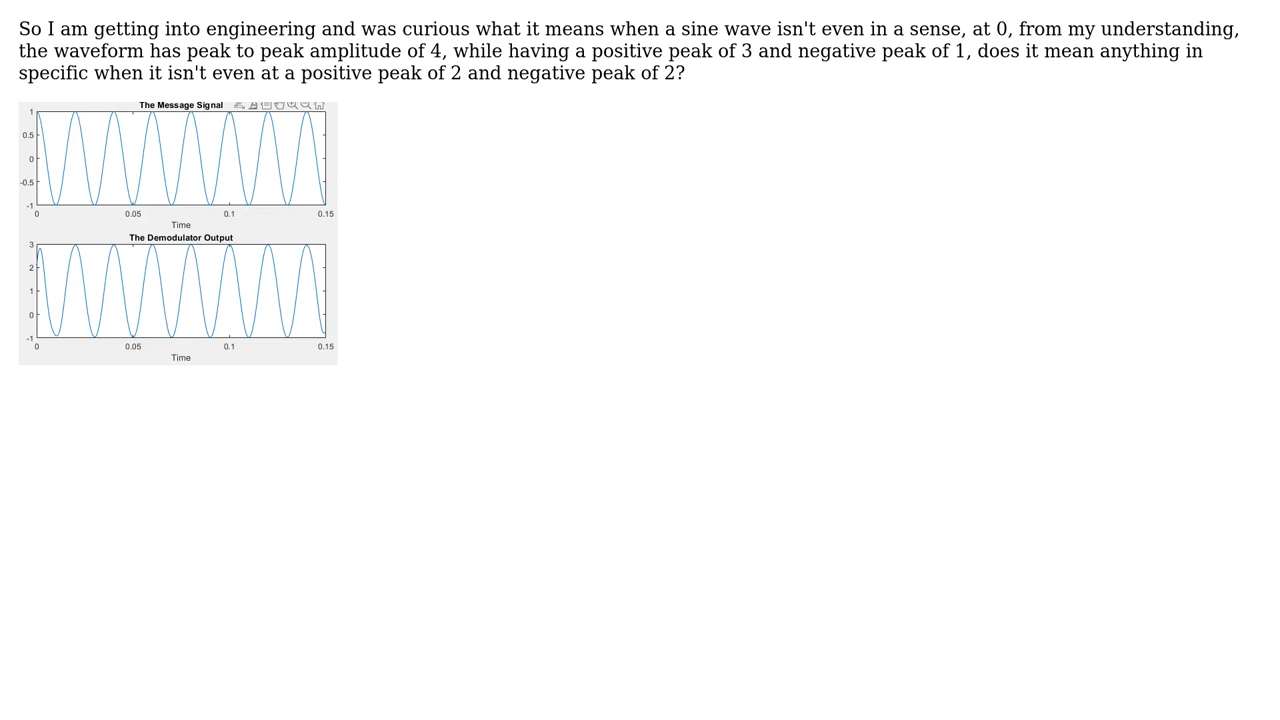 So I am getting into engineering and was curious what it means when a sine wave isn't even in a sense, at 0, from my understanding,
the waveform has peak to peak amplitude of 4, while having a positive peak of 3 and negative peak of 1, does it mean anything in
specific when it isn't even at a positive peak of 2 and negative peak of 2?
The Message Signal
1
0.5
0
-0.5
-1
0 0.05 0.1 0.15
Time
The Demodulator Output
3
2
1
0
-1
0 0.05 0.1 0.15
Time